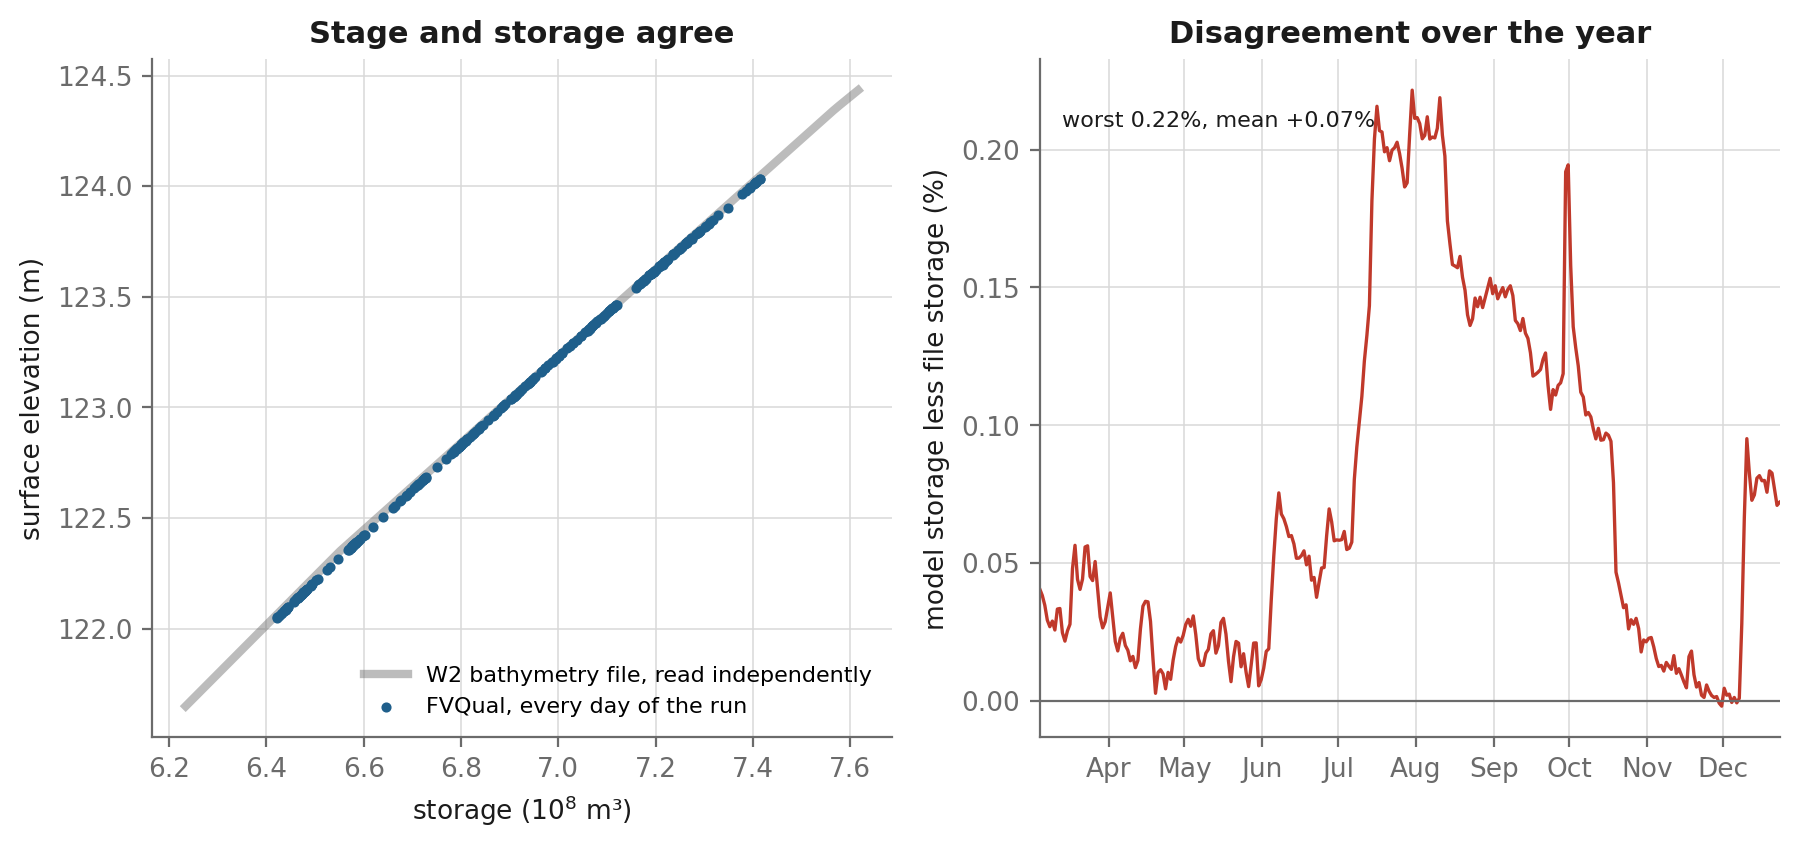 Stage and storage agree
124.5
124.0
123.5
123.0
122.5
122.0
surface elevation (m)
W2 bathymetry file, read independently
FVQual, every day of the run
6.2 6.4 6.6 6.8 7.0 7.2 7.4 7.6
storage (10⁸ m³)
Disagreement over the year
worst 0.22%, mean +0.07%
0.20
0.15
0.10
0.05
0.00
model storage less file storage (%)
Apr May Jun Jul Aug Sep Oct Nov Dec